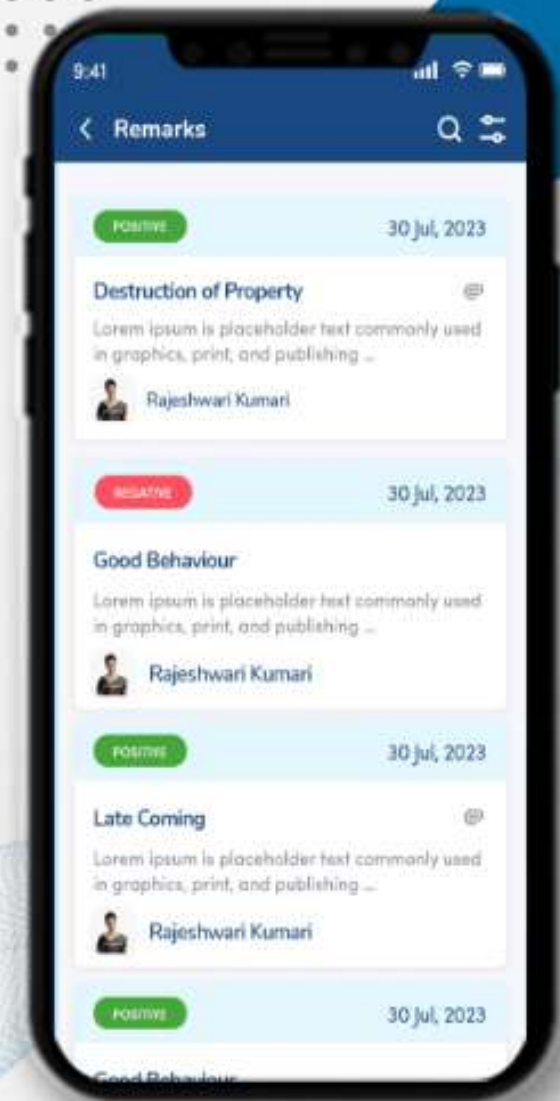 9:41
Remarks
POSITIVE
30 Jul, 2023
Destruction of Property
Lorem ipsum is placeholder text commonly used
in graphics, print, and publishing ...
Rajeshwari Kumari
NEGATIVE
30 Jul, 2023
Good Behaviour
Lorem ipsum is placeholder text commonly used
in graphics, print, and publishing ...
Rajeshwari Kumari
POSITIVE
30 Jul, 2023
Late Coming
Lorem ipsum is placeholder text commonly used
in graphics, print, and publishing ...
Rajeshwari Kumari
POSITIVE
30 Jul, 2023
Good Behaviour